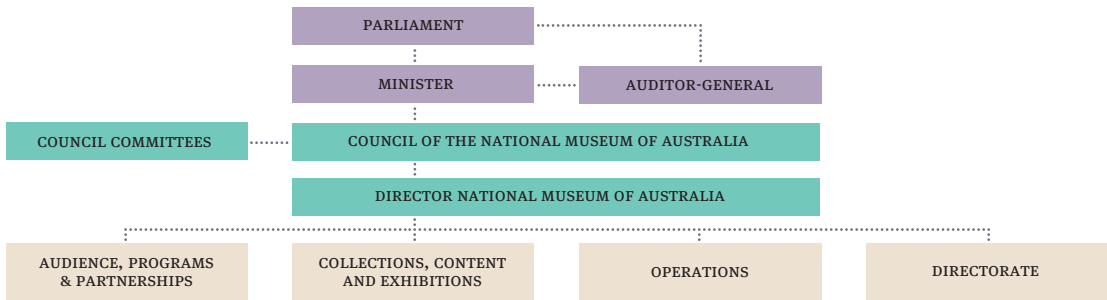 PARLIAMENT
MINISTER
AUDITOR-GENERAL
COUNCIL COMMITTEES
COUNCIL OF THE NATIONAL MUSEUM OF AUSTRALIA
DIRECTOR NATIONAL MUSEUM OF AUSTRALIA
AUDIENCE, PROGRAMS
& PARTNERSHIPS
COLLECTIONS, CONTENT
AND EXHIBITIONS
OPERATIONS
DIRECTORATE